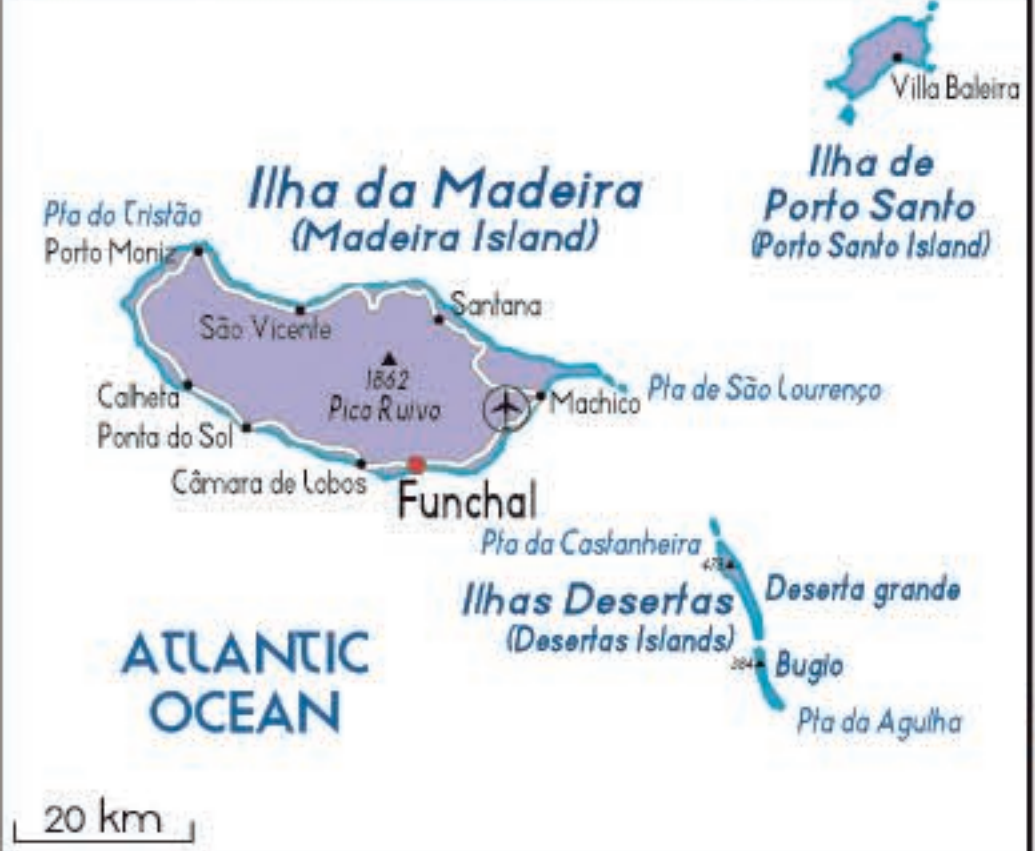 Villa Baleira
Ilha de
Porto Santo
(Porto Santo Island)
Ilha da Madeira
(Madeira Island)
Pta do Tristão
Porto Moniz
São Vicente
Santana
1862
Pico Ruivo
Calheta
Ponta do Sol
Câmara de Lobos
Funchal
Machico
Pta de São Lourenço
Pta da Castanheira
479
Ilhas Desertas
(Desertas Islands)
Deserta grande
384
Bugio
Pta da Agulha
ATLANTIC
OCEAN
20 km